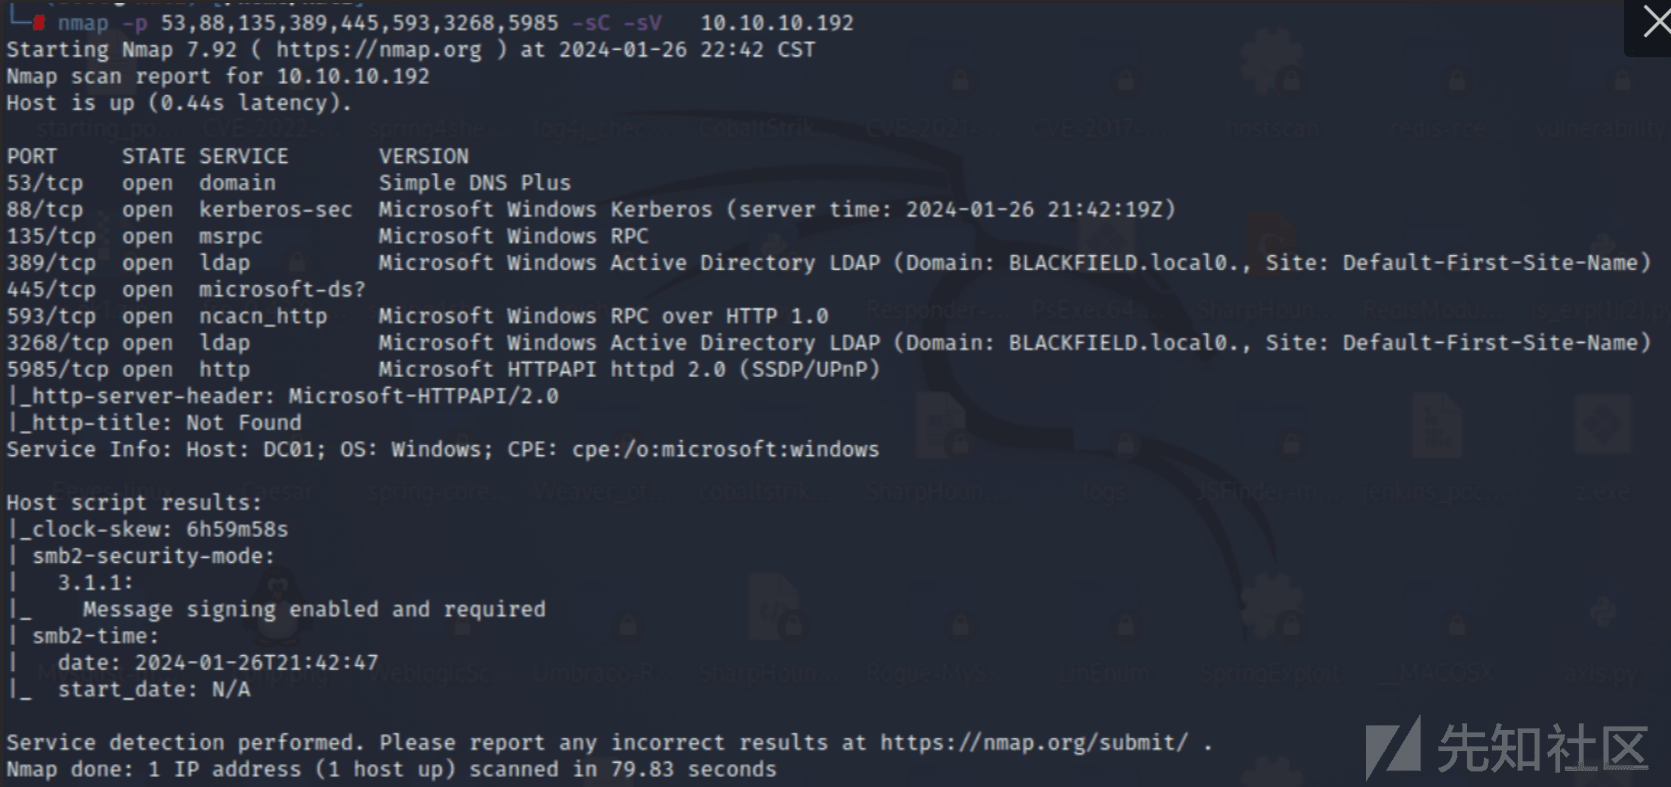 # nmap -p 53,88,135,389,445,593,3268,5985 -sC -sV   10.10.10.192
Starting Nmap 7.92 ( https://nmap.org ) at 2024-01-26 22:42 CST
Nmap scan report for 10.10.10.192
Host is up (0.44s latency).
PORT     STATE SERVICE       VERSION
53/tcp   open  domain        Simple DNS Plus
88/tcp   open  kerberos-sec  Microsoft Windows Kerberos (server time: 2024-01-26 21:42:19Z)
135/tcp  open  msrpc         Microsoft Windows RPC
389/tcp  open  ldap          Microsoft Windows Active Directory LDAP (Domain: BLACKFIELD.local0., Site: Default-First-Site-Name)
445/tcp  open  microsoft-ds?
593/tcp  open  ncacn_http    Microsoft Windows RPC over HTTP 1.0
3268/tcp open  ldap          Microsoft Windows Active Directory LDAP (Domain: BLACKFIELD.local0., Site: Default-First-Site-Name)
5985/tcp open  http          Microsoft HTTPAPI httpd 2.0 (SSDP/UPnP)
|_http-server-header: Microsoft-HTTPAPI/2.0
|_http-title: Not Found
Service Info: Host: DC01; OS: Windows; CPE: cpe:/o:microsoft:windows
Host script results:
|_clock-skew: 6h59m58s
| smb2-security-mode:
|   3.1.1:
|_    Message signing enabled and required
| smb2-time:
|   date: 2024-01-26T21:42:47
|_  start_date: N/A
Service detection performed. Please report any incorrect results at https://nmap.org/submit/ .
Nmap done: 1 IP address (1 host up) scanned in 79.83 seconds
先知社区